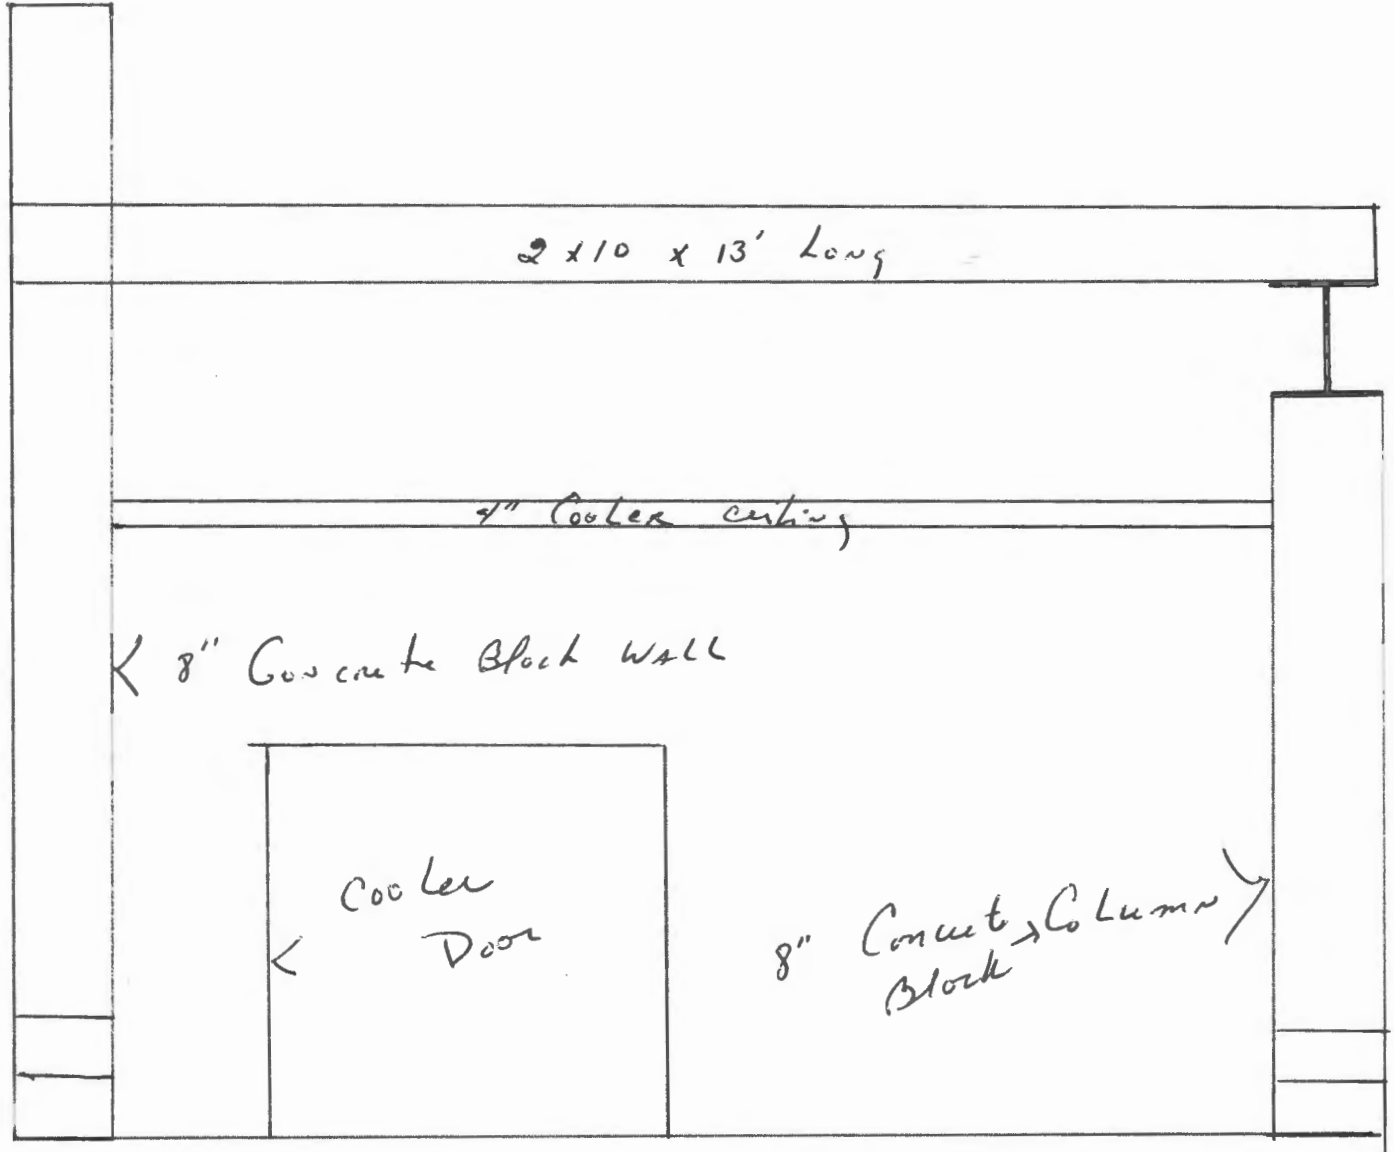 2 x 10 x 13' Long
4" Cooler ceiling
8" Concrete Block WALL
Cooler
Door
8" Concrete Column
Block